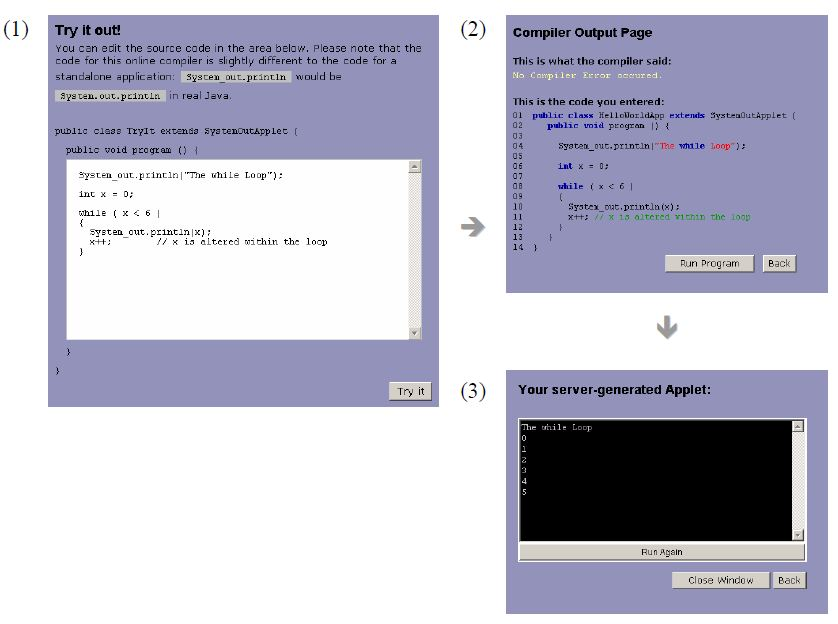 (1)
Try it out!
You can edit the source code in the area below. Please note that the
code for this online compiler is slightly different to the code for a
standalone application: System_out.println would be
System.out.println in real Java.
public class TryIt extends SystemOutApplet {
public void program () {
System_out.println("The while Loop");
int x = 0;
while ( x < 6 )
{
System_out.println(x);
x++; // x is altered within the loop
}
}
}
Try it
(2)
Compiler Output Page
This is what the compiler said:
No Compiler Error occured.
This is the code you entered:
01 public class HelloWorldApp extends SystemOutApplet {
02 public void program () {
03
04 System_out.println("The while Loop");
05
06 int x = 0;
07
08 while ( x < 6 )
09 {
10 System_out.println(x);
11 x++; // x is altered within the loop
12 }
13 }
14 }
Run Program Back
(3)
Your server-generated Applet:
The while Loop
0
1
2
3
4
5
Run Again
Close Window Back